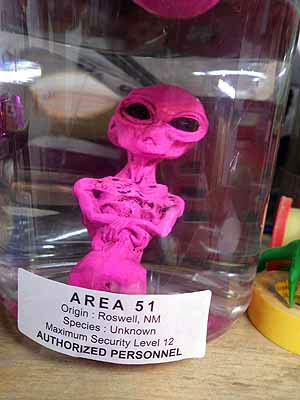 AREA 51
Origin : Roswell, NM
Species : Unknown
Maximum Security Level 12
AUTHORIZED PERSONNEL